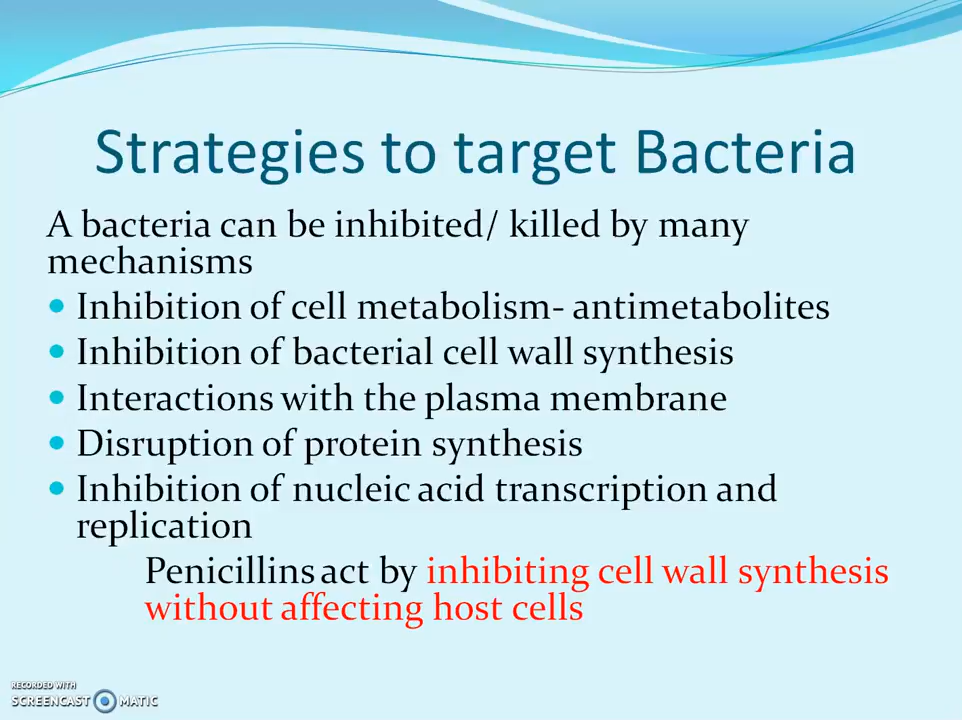 Strategies to target Bacteria
A bacteria can be inhibited/ killed by many
mechanisms
• Inhibition of cell metabolism- antimetabolites
• Inhibition of bacterial cell wall synthesis
• Interactions with the plasma membrane
• Disruption of protein synthesis
• Inhibition of nucleic acid transcription and
replication
Penicillins act by inhibiting cell wall synthesis
without affecting host cells
RECORDED WITH
SCREENCAST MATIC